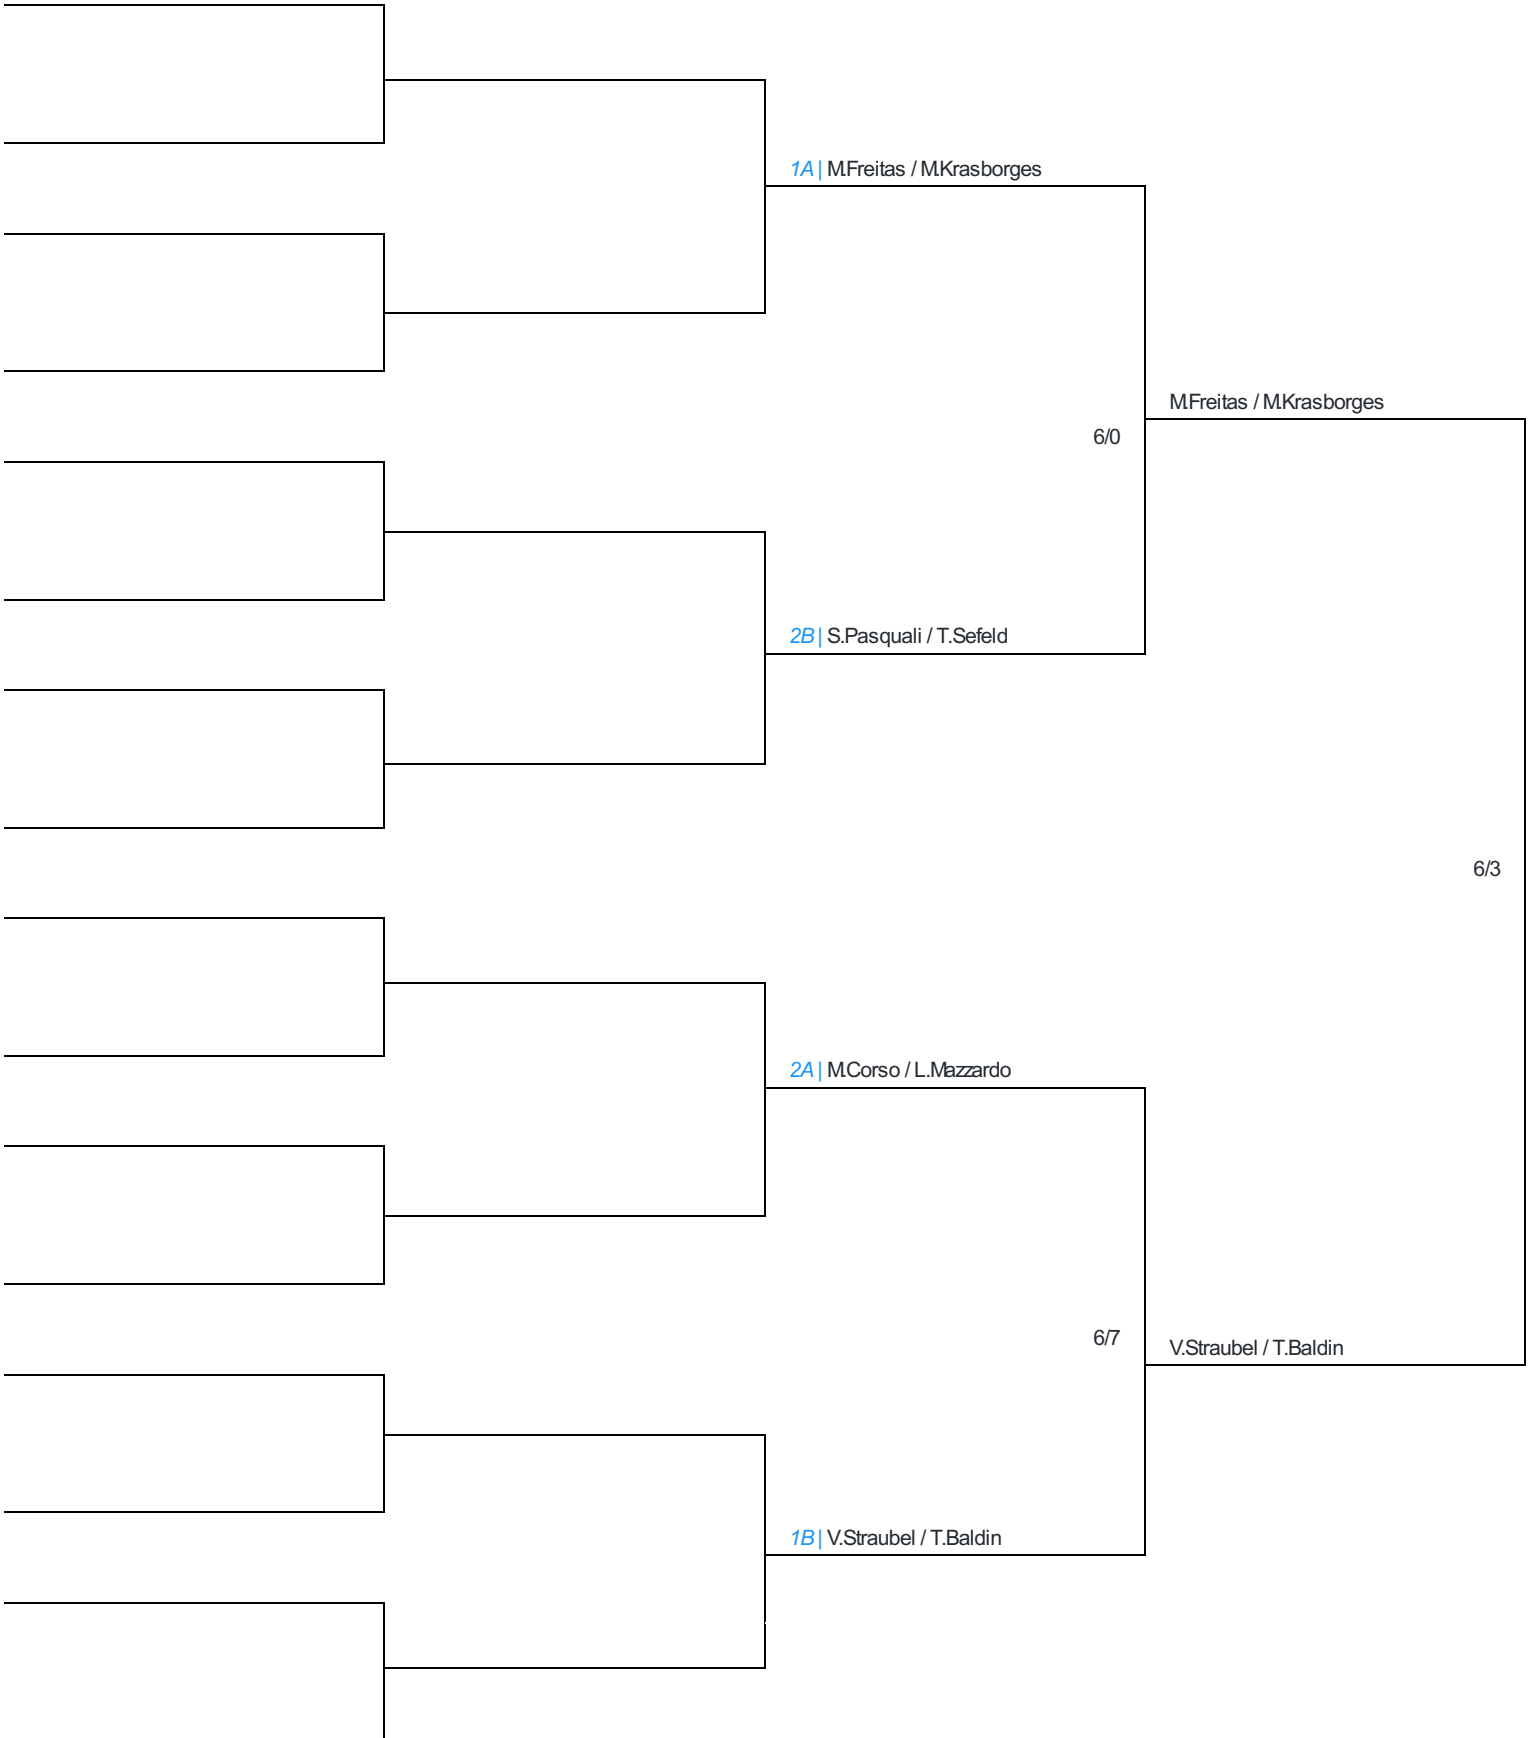 1A | M.Freitas / M.Krasborges
M.Freitas / M.Krasborges
6/0
2B | S.Pasquali / T.Sefeld
6/3
2A | M.Corso / L.Mazzardo
6/7
V.Straubel / T.Baldin
1B | V.Straubel / T.Baldin